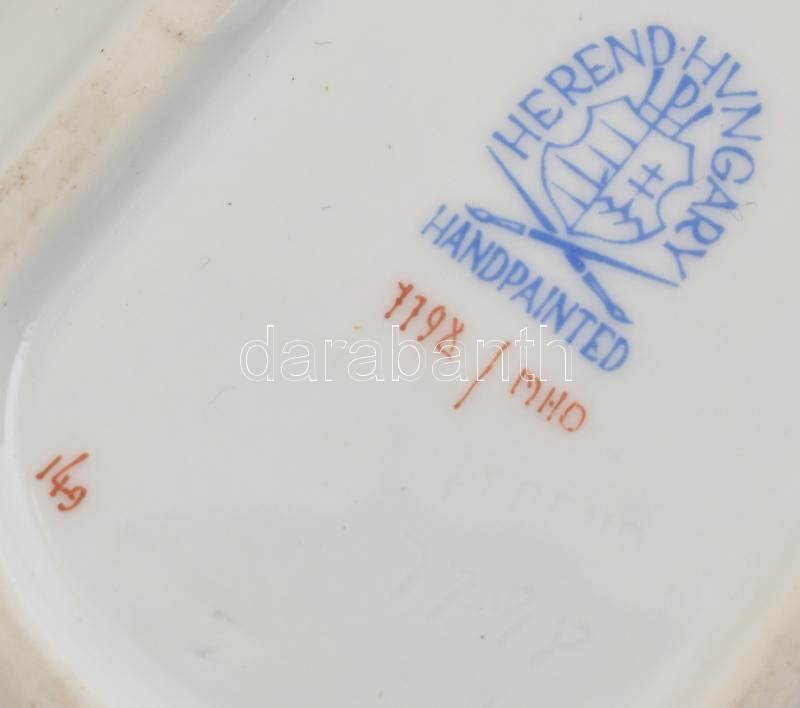 HEREND·HUNGARY
HANDPAINTED
7798/MHO
149
darabanth